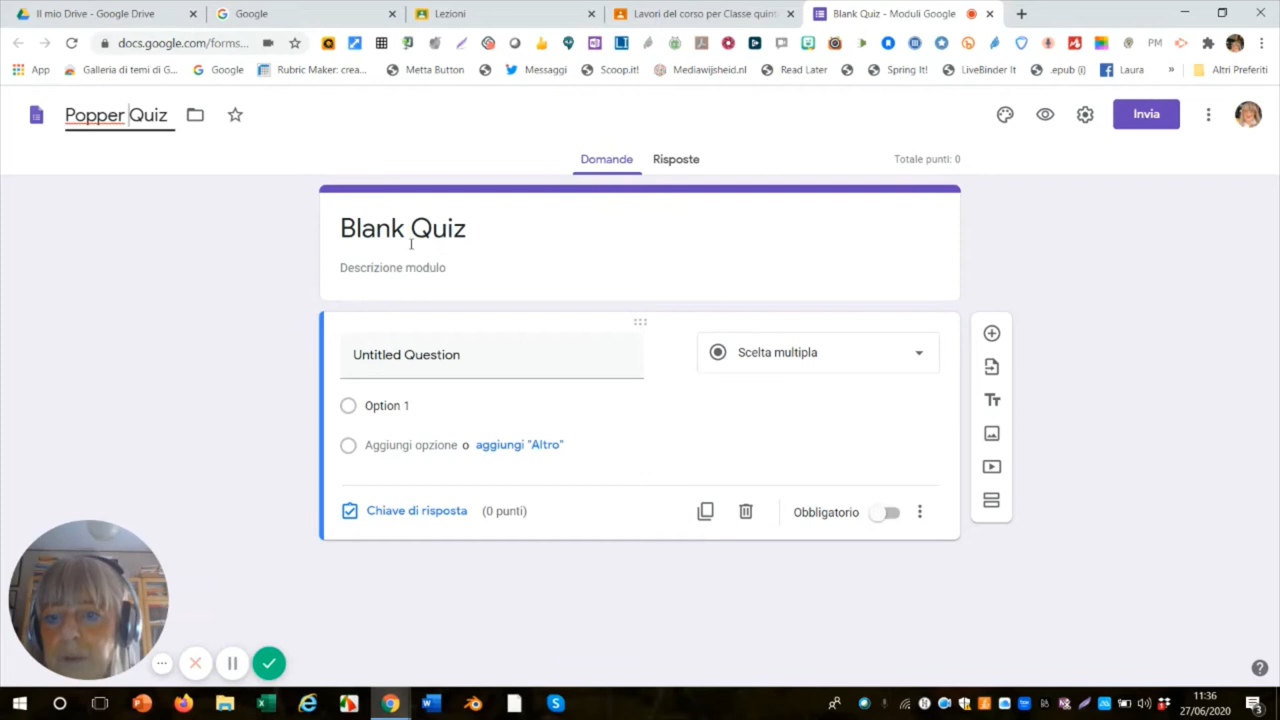 Il mio Drive - Google Drive
Google
Lezioni
Lavori del corso per Classe quint
Blank Quiz - Moduli Google
docs.google.com/forms...
PM
App
Galleria di temi di G...
Google
Rubric Maker: crea...
Metta Button
Messaggi
Scoop.it!
Mediawijsheid.nl
Read Later
Spring It!
LiveBinder It
.epub (i)
Laura
»
Altri Preferiti
Popper Quiz
Invia
Domande
Risposte
Totale punti: 0
Blank Quiz
Descrizione modulo
Untitled Question
Scelta multipla
Option 1
Aggiungi opzione o aggiungi "Altro"
Tт
Chiave di risposta (0 punti)
Obbligatorio
11:36
27/06/2020
3